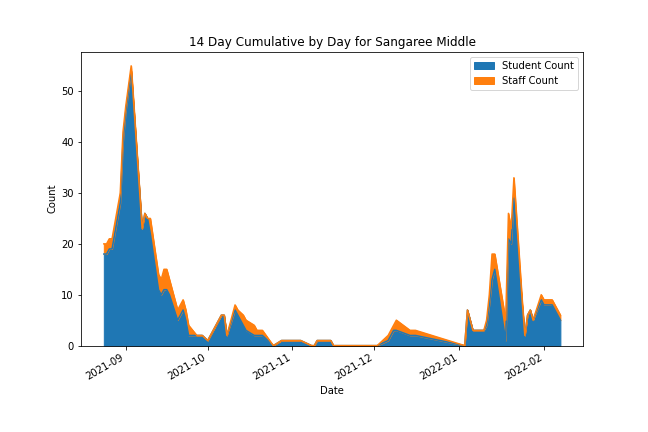 14 Day Cumulative by Day for Sangaree Middle
Student Count
Staff Count
Count
50
40
30
20
10
0
2021-09
2021-10
2021-11
2021-12
2022-01
2022-02
Date